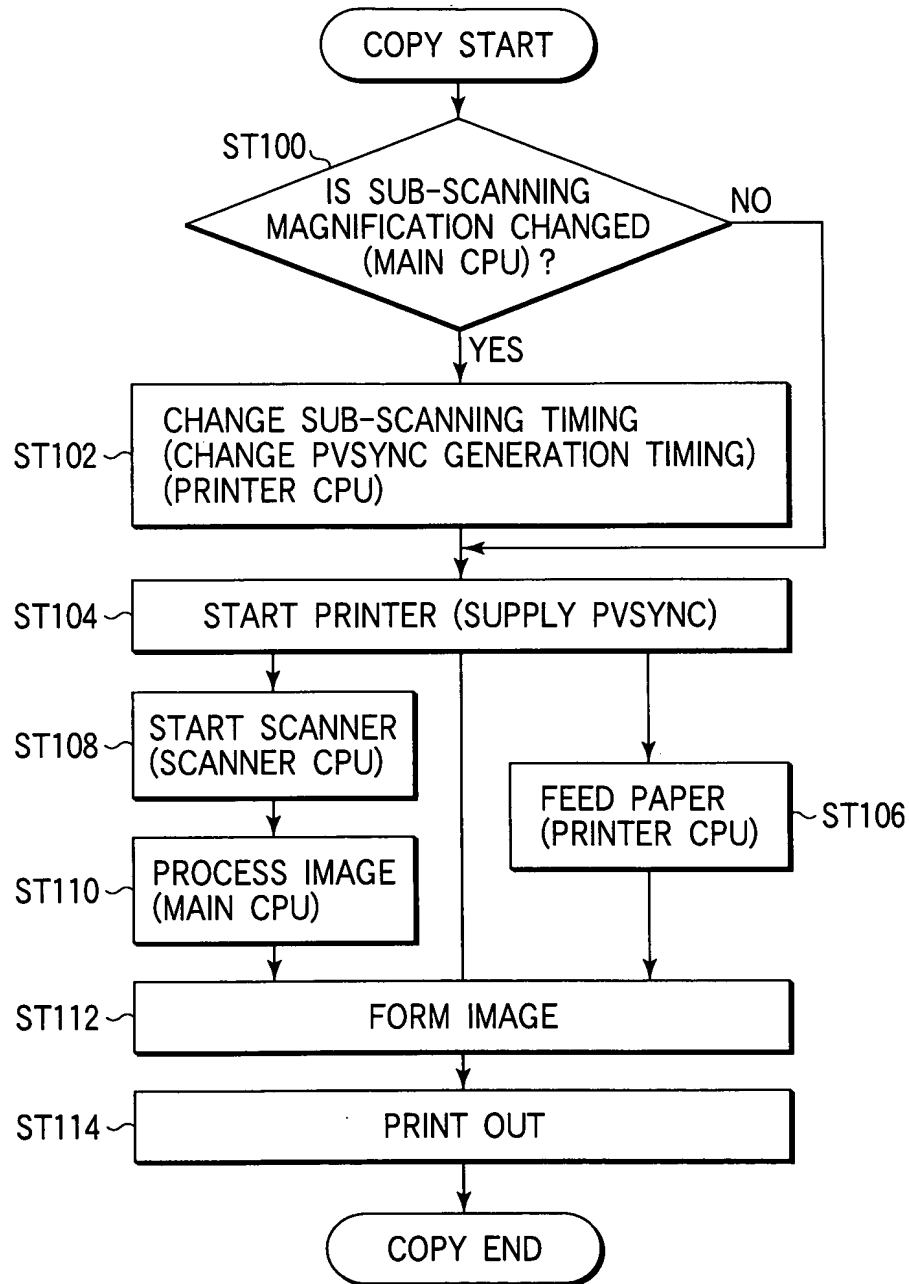 COPY START
ST100
IS SUB-SCANNING
MAGNIFICATION CHANGED
(MAIN CPU)?
NO
YES
ST102
CHANGE SUB-SCANNING TIMING
(CHANGE PVSYNC GENERATION TIMING)
(PRINTER CPU)
ST104
START PRINTER (SUPPLY PVSYNC)
ST108
START SCANNER
(SCANNER CPU)
FEED PAPER
(PRINTER CPU)
ST106
ST110
PROCESS IMAGE
(MAIN CPU)
ST112
FORM IMAGE
ST114
PRINT OUT
COPY END